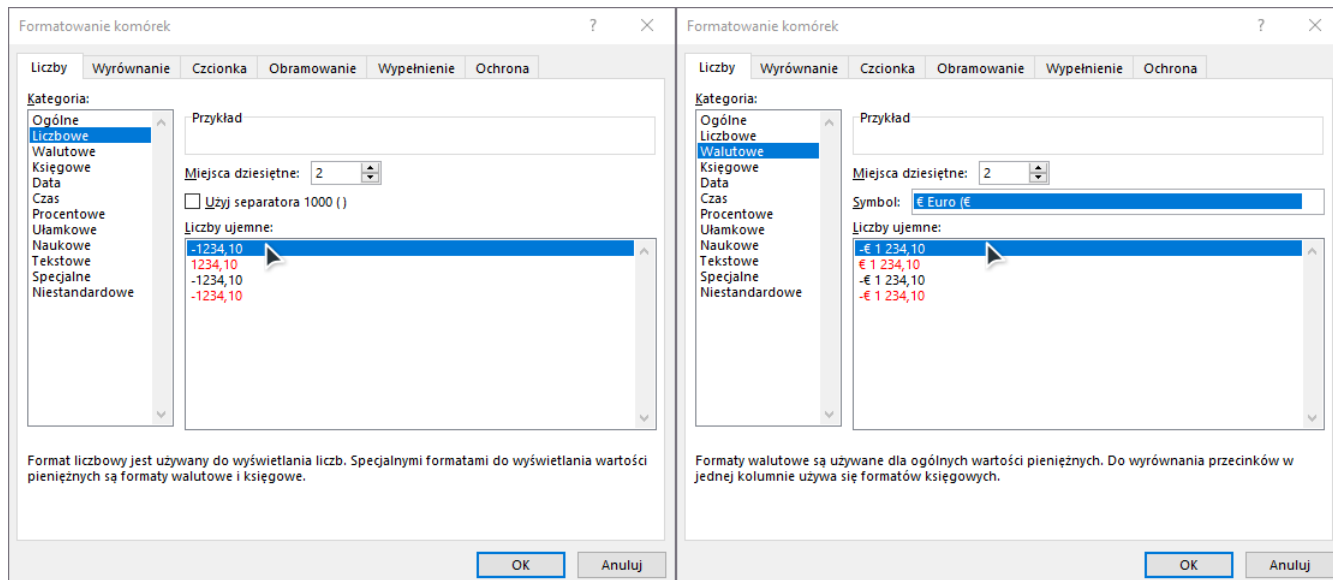 Formatowanie komórek
?
Liczby Wyrównanie Czcionka Obramowanie Wypełnienie Ochrona
Kategoria:
Ogólne
Liczbowe
Walutowe
Księgowe
Data
Czas
Procentowe
Ułamkowe
Naukowe
Tekstowe
Specjalne
Niestandardowe
Przykład
Miejsca dziesiętne: 2
Użyj separatora 1000 ( )
Liczby ujemne:
-1234,10
1234,10
-1234,10
-1234,10
Format liczbowy jest używany do wyświetlania liczb. Specjalnymi formatami do wyświetlania wartości
pieniężnych są formaty walutowe i księgowe.
OK Anuluj
Formatowanie komórek
?
Liczby Wyrównanie Czcionka Obramowanie Wypełnienie Ochrona
Kategoria:
Ogólne
Liczbowe
Walutowe
Księgowe
Data
Czas
Procentowe
Ułamkowe
Naukowe
Tekstowe
Specjalne
Niestandardowe
Przykład
Miejsca dziesiętne: 2
Symbol: € Euro (€
Liczby ujemne:
-€ 1 234,10
€ 1 234,10
-€ 1 234,10
-€ 1 234,10
Formaty walutowe są używane dla ogólnych wartości pieniężnych. Do wyrównania przecinków w
jednej kolumnie używa się formatów księgowych.
OK Anuluj